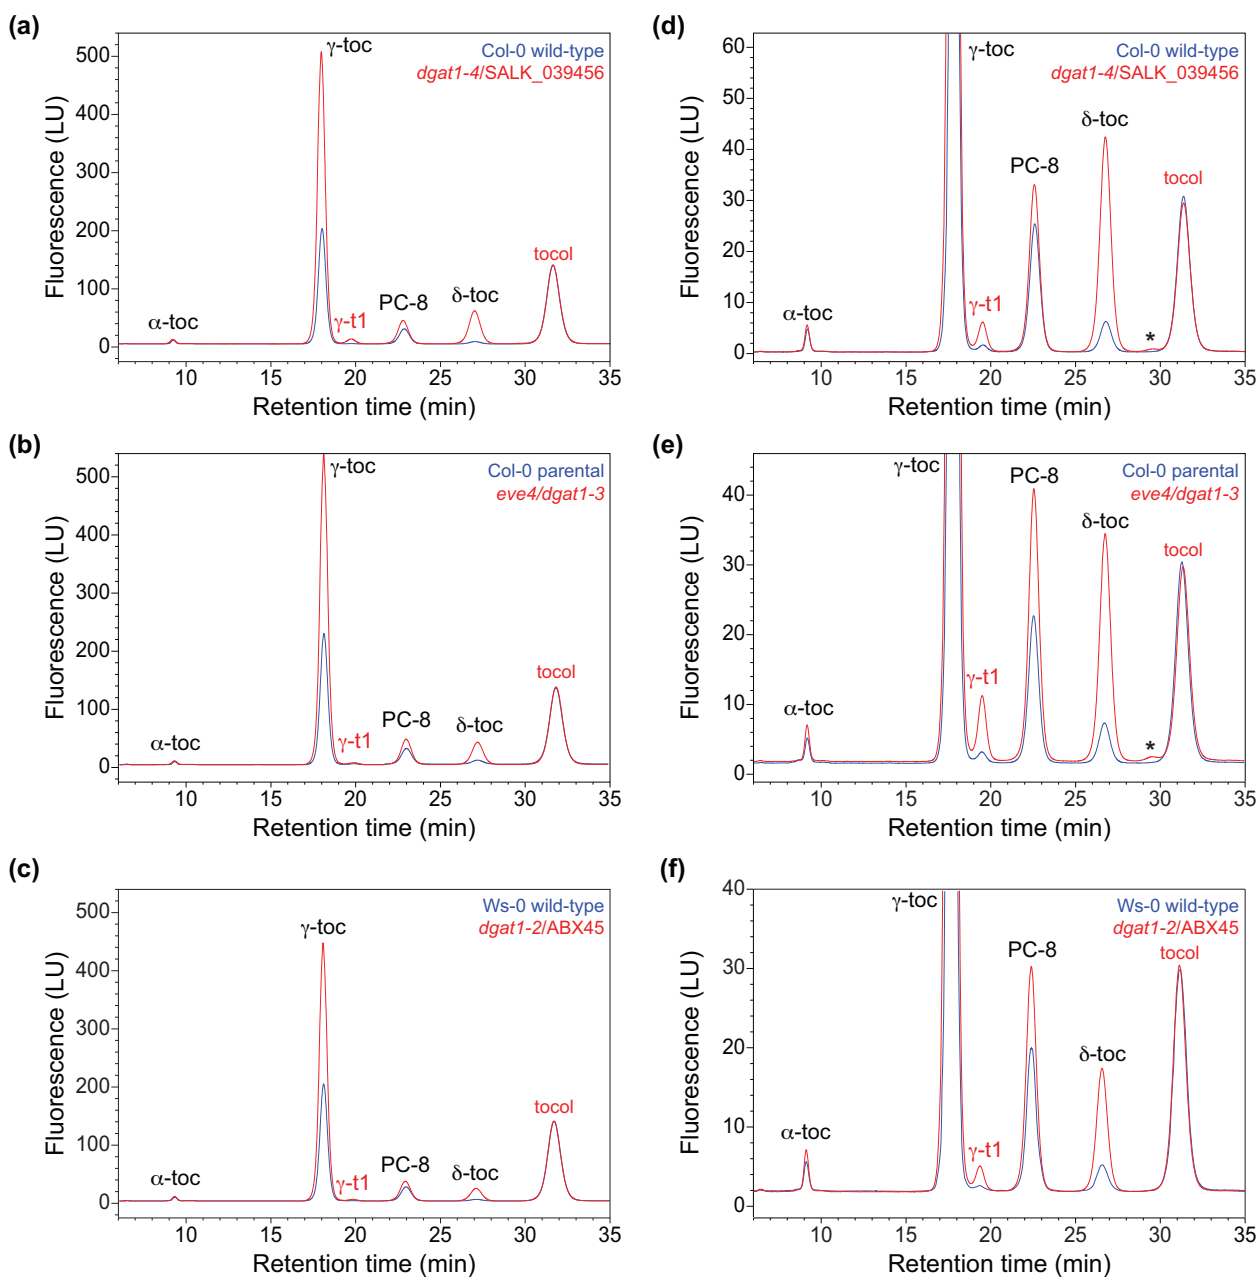 (a)
Fluorescence (LU)
500
400
300
200
100
0
γ-toc
Col-0 wild-type
dgat1-4/SALK_039456
α-toc
γ-t1
PC-8
δ-toc
tocol
10 15 20 25 30 35
Retention time (min)
(b)
Fluorescence (LU)
500
400
300
200
100
0
γ-toc
Col-0 parental
eve4/dgat1-3
α-toc
γ-t1
PC-8
δ-toc
tocol
10 15 20 25 30 35
Retention time (min)
(c)
Fluorescence (LU)
500
400
300
200
100
0
γ-toc
Ws-0 wild-type
dgat1-2/ABX45
α-toc
γ-t1
PC-8
δ-toc
tocol
10 15 20 25 30 35
Retention time (min)
(d)
Fluorescence (LU)
60
50
40
30
20
10
0
γ-toc
Col-0 wild-type
dgat1-4/SALK_039456
α-toc
γ-t1
PC-8
δ-toc
*
tocol
10 15 20 25 30 35
Retention time (min)
(e)
Fluorescence (LU)
40
30
20
10
0
γ-toc
Col-0 parental
eve4/dgat1-3
α-toc
γ-t1
PC-8
δ-toc
*
tocol
10 15 20 25 30 35
Retention time (min)
(f)
Fluorescence (LU)
40
30
20
10
0
γ-toc
Ws-0 wild-type
dgat1-2/ABX45
α-toc
γ-t1
PC-8
δ-toc
tocol
10 15 20 25 30 35
Retention time (min)